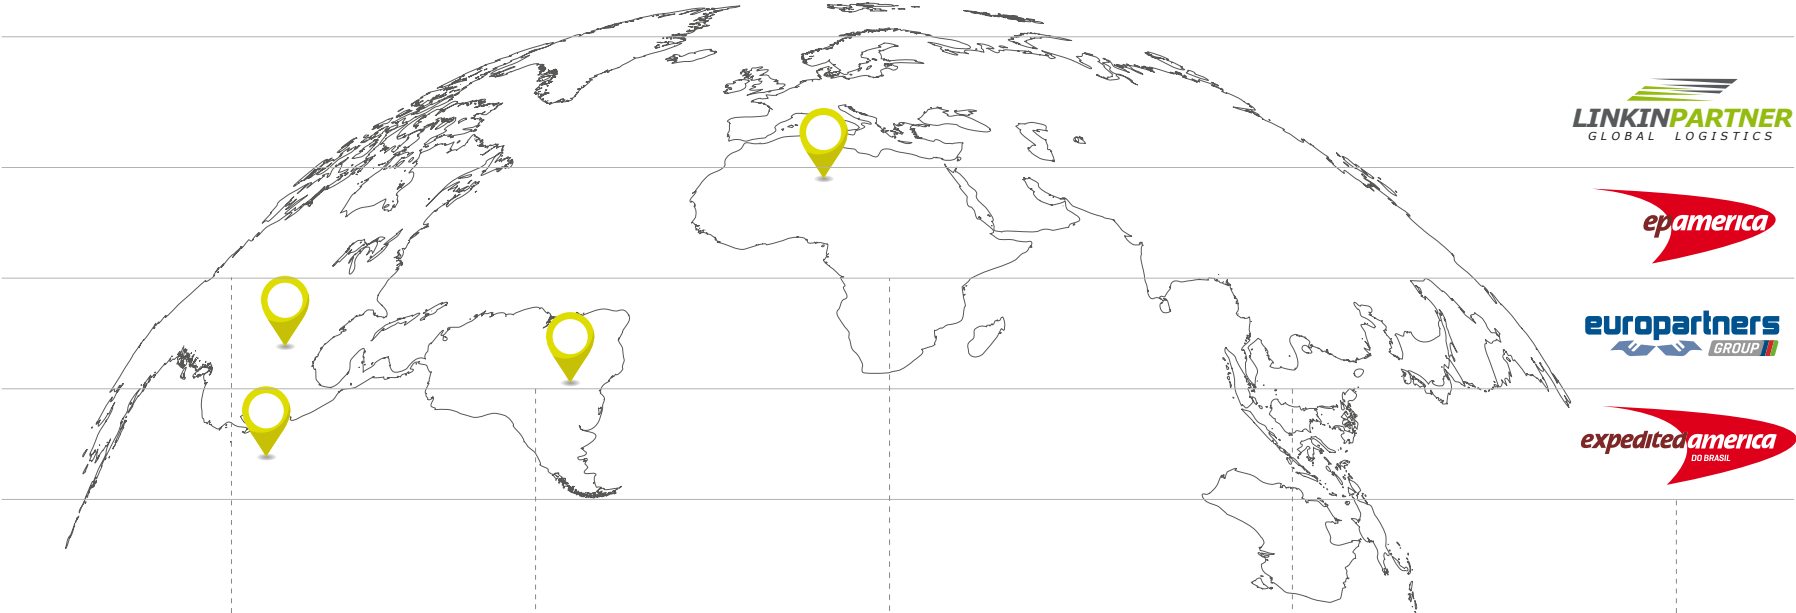 LINKINPARTNER
GLOBAL LOGISTICS
epamerica
europartners
GROUP
expeditedamerica
DO BRASIL